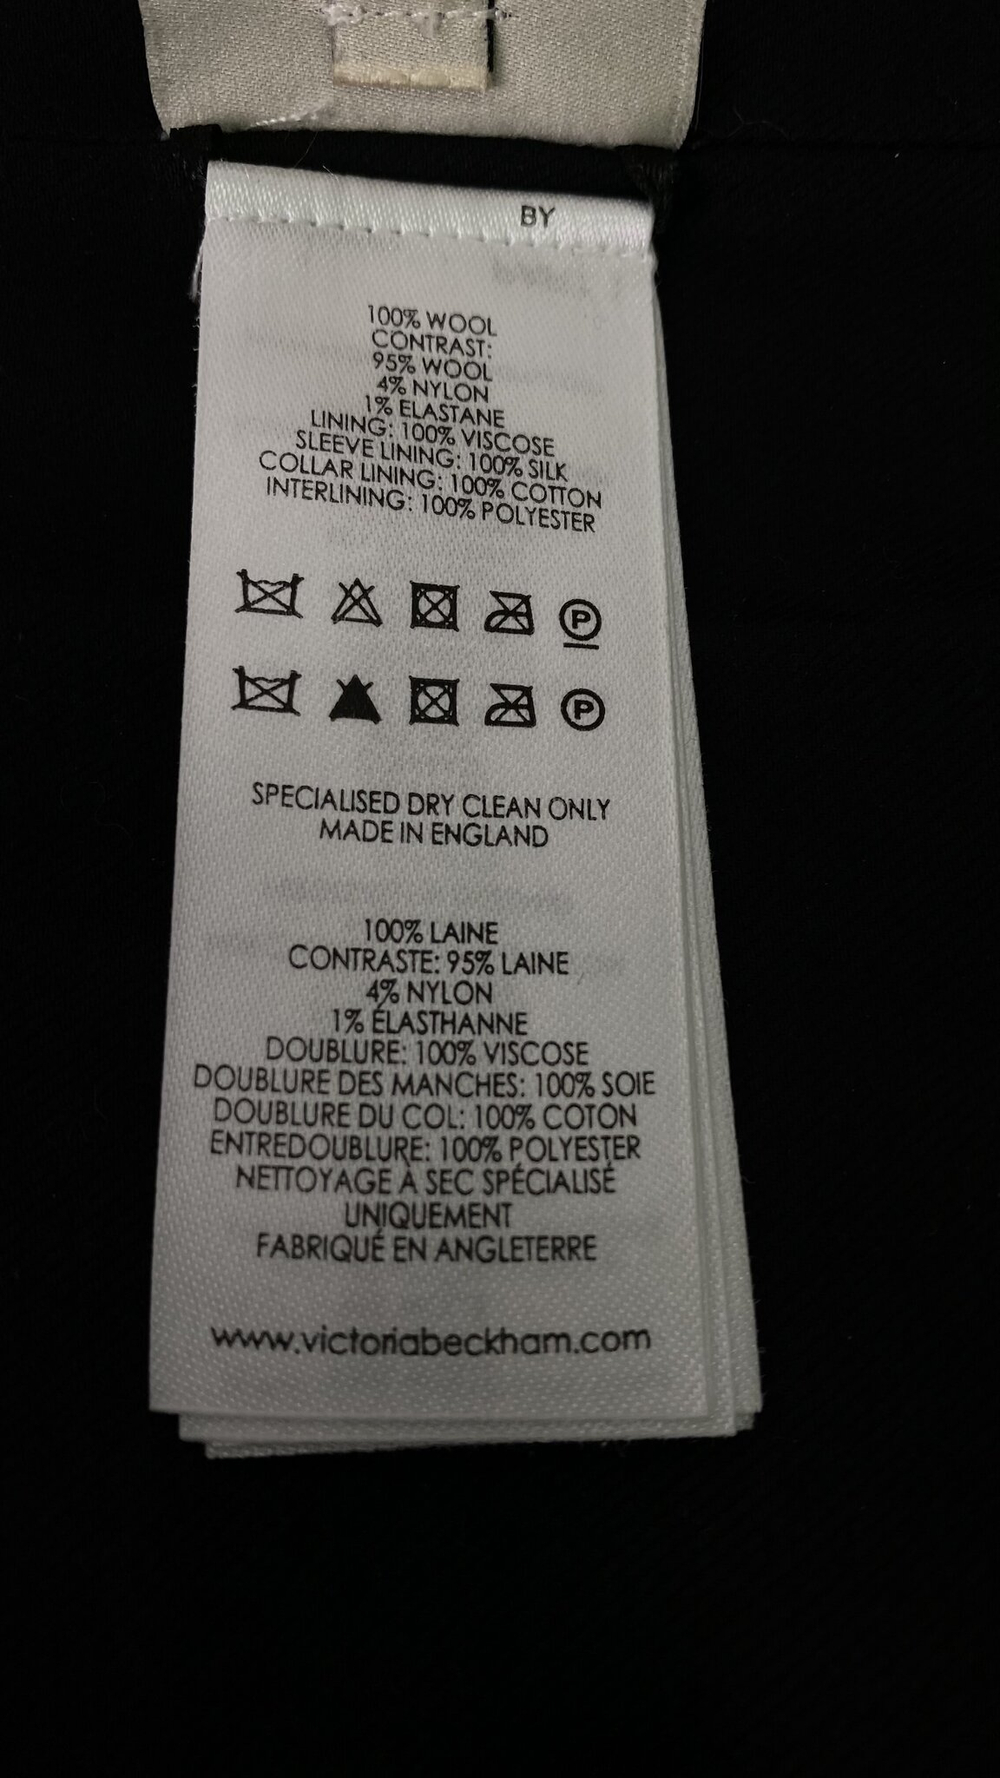 BY
100% WOOL
CONTRAST:
95% WOOL
4% NYLON
1% ELASTANE
LINING: 100% VISCOSE
SLEEVE LINING: 100% SILK
COLLAR LINING: 100% COTTON
INTERLINING: 100% POLYESTER
P
P
SPECIALISED DRY CLEAN ONLY
MADE IN ENGLAND
100% LAINE
CONTRASTE: 95% LAINE
4% NYLON
1% ÉLASTHANNE
DOUBLURE: 100% VISCOSE
DOUBLURE DES MANCHES: 100% SOIE
DOUBLURE DU COL: 100% COTON
ENTREDOUBLURE: 100% POLYESTER
NETTOYAGE À SEC SPÉCIALISÉ
UNIQUEMENT
FABRIQUÉ EN ANGLETERRE
www.victoriabeckham.com